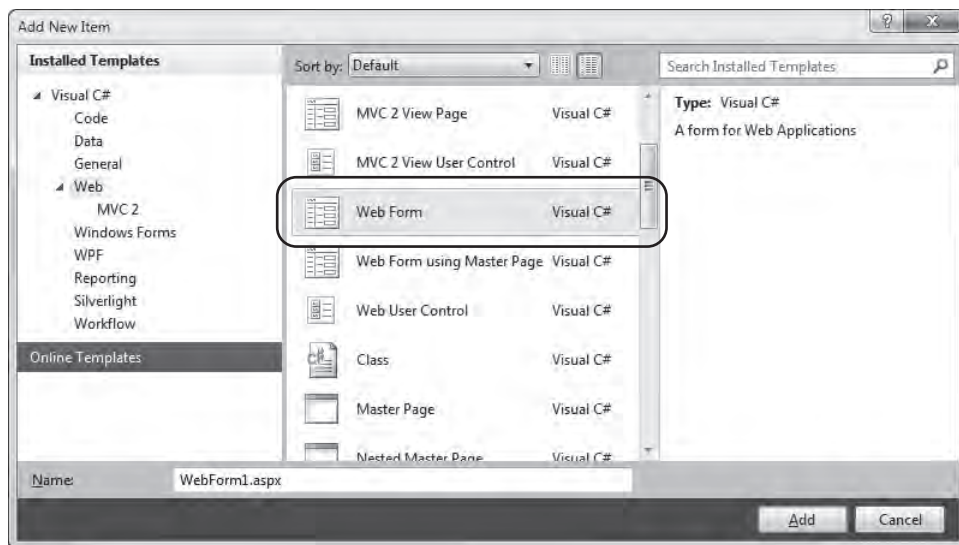 Add New Item
Installed Templates
Visual C#
Code
Data
General
Web
MVC 2
Windows Forms
WPF
Reporting
Silverlight
Workflow
Online Templates
Sort by: Default
MVC 2 View Page Visual C#
MVC 2 View User Control Visual C#
Web Form Visual C#
Web Form using Master Page Visual C#
Web User Control Visual C#
Class Visual C#
Master Page Visual C#
Nested Master Page Visual C#
Search Installed Templates
Type: Visual C#
A form for Web Applications
Name: WebForm1.aspx
Add Cancel